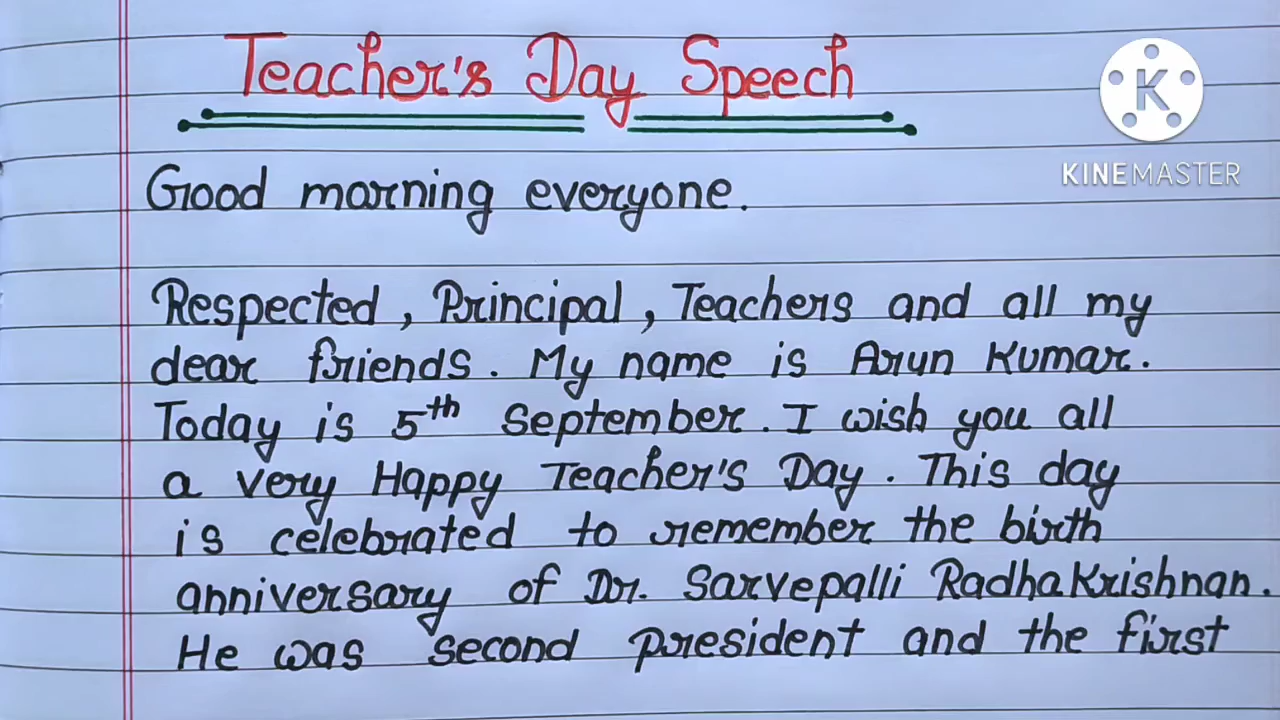 Teacher's Day Speech
K
KINEMASTER
Good morning everyone.
Respected, Principal, Teachers and all my
dear friends. My name is Arun Kumar.
Today is 5th September. I wish you all
a very Happy Teacher's Day. This day
is celebrated to remember the birth
anniversary of Dr. Sarvepalli RadhaKrishnan.
He was second president and the first